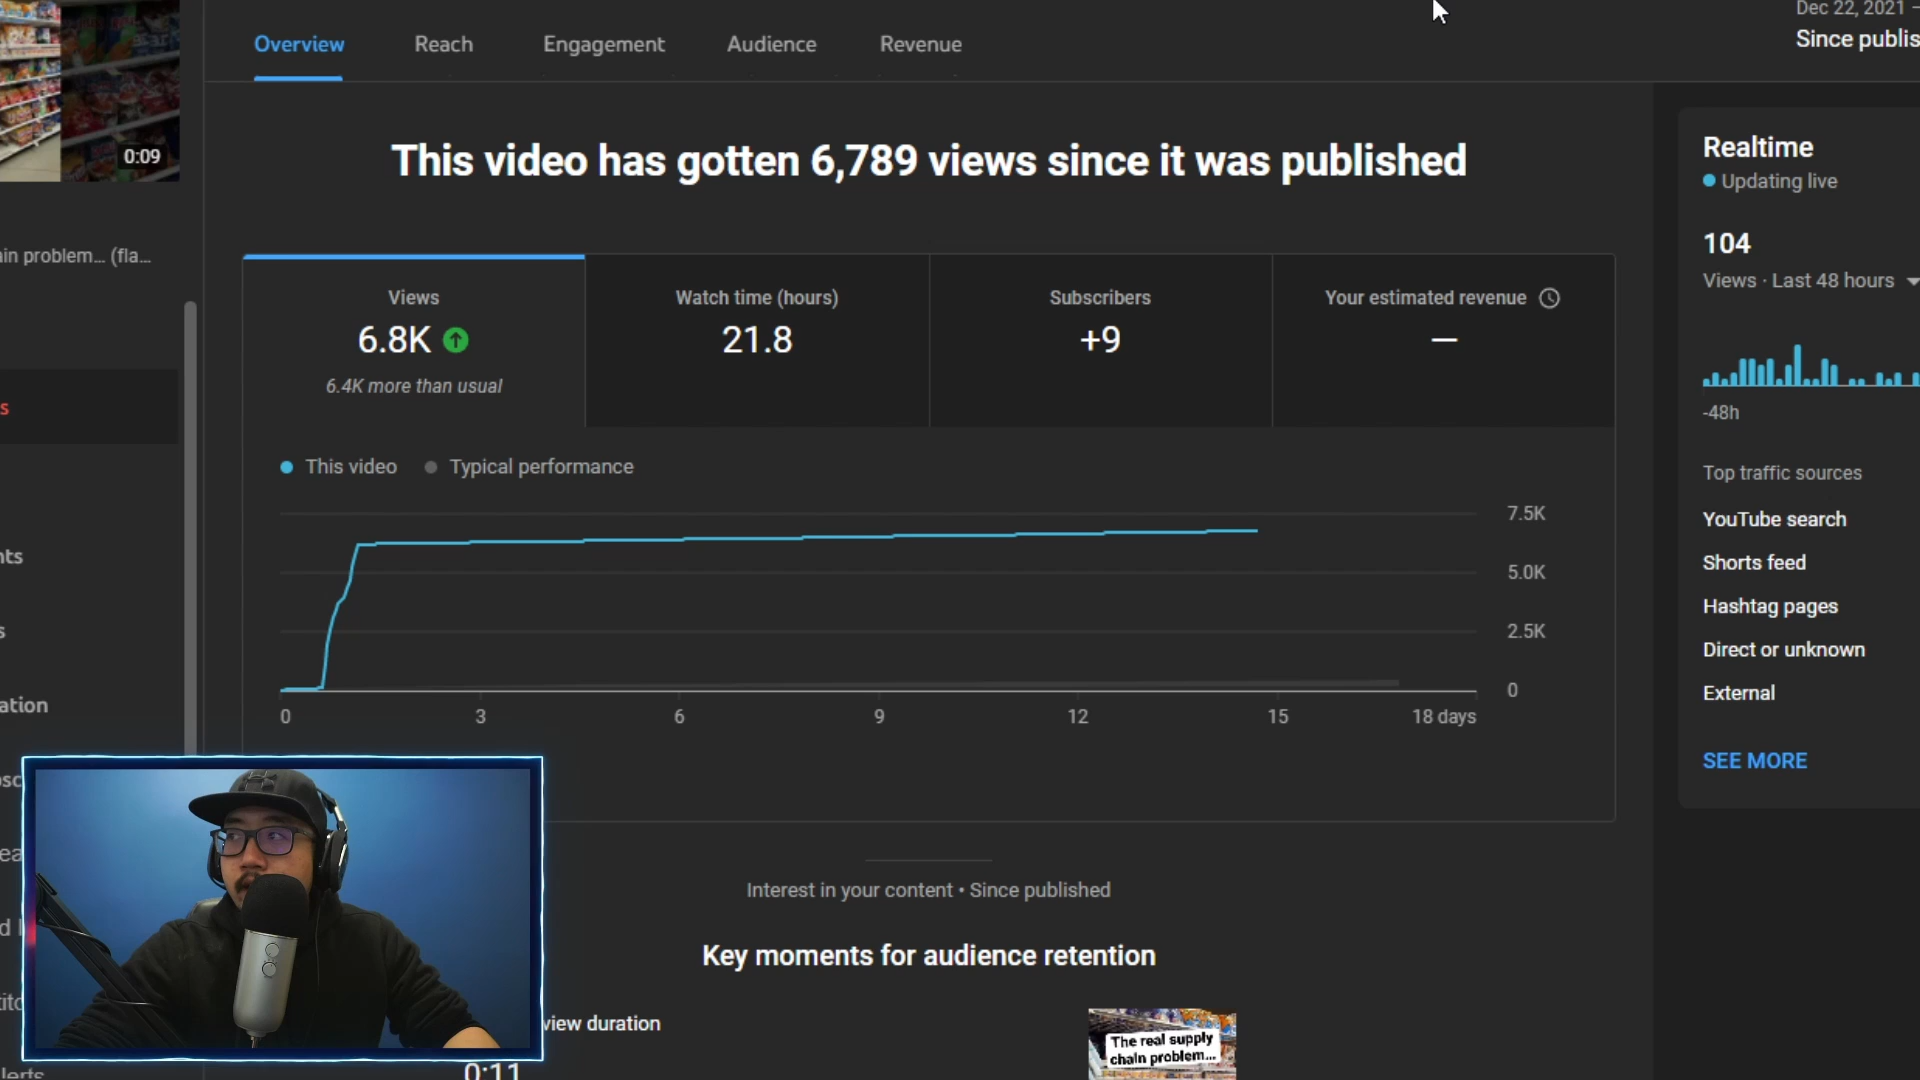 Overview
Reach
Engagement
Audience
Revenue
Dec 22, 2021 –
Since publis
0:09
This video has gotten 6,789 views since it was published
Realtime
Updating live
104
Views · Last 48 hours
-48h
Top traffic sources
YouTube search
Shorts feed
Hashtag pages
Direct or unknown
External
SEE MORE
ain problem... (fla...
Views
6.8K
6.4K more than usual
Watch time (hours)
21.8
Subscribers
+9
Your estimated revenue
—
This video
Typical performance
7.5K
5.0K
2.5K
0
0
3
6
9
12
15
18 days
s
nts
s
ation
Interest in your content • Since published
Key moments for audience retention
view duration
0:11
The real supply
chain problem...